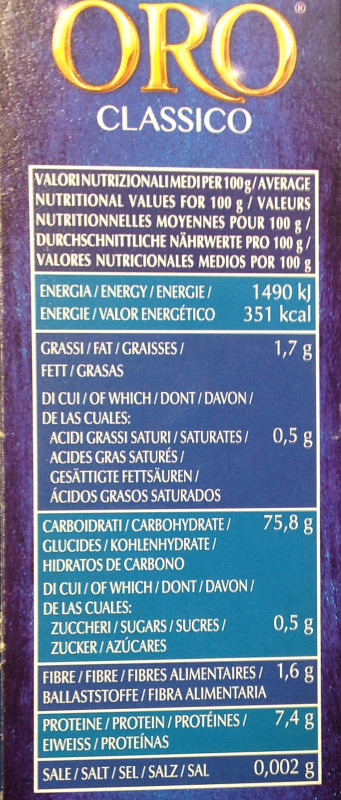 ORO®
CLASSICO
VALORI NUTRIZIONALI MEDI PER 100 g / AVERAGE
NUTRITIONAL VALUES FOR 100 g / VALEURS
NUTRITIONNELLES MOYENNES POUR 100 g /
DURCHSCHNITTLICHE NÄHRWERTE PRO 100 g /
VALORES NUTRICIONALES MEDIOS POR 100 g
ENERGIA / ENERGY / ENERGIE / 1490 kJ
ENERGIE / VALOR ENERGÉTICO 351 kcal
GRASSI / FAT / GRAISSES / 1,7 g
FETT / GRASAS
DI CUI / OF WHICH / DONT / DAVON /
DE LAS CUALES:
ACIDI GRASSI SATURI / SATURATES / 0,5 g
ACIDES GRAS SATURÉS /
GESÄTTIGTE FETTSÄUREN /
ÁCIDOS GRASOS SATURADOS
CARBOIDRATI / CARBOHYDRATE / 75,8 g
GLUCIDES / KOHLENHYDRATE /
HIDRATOS DE CARBONO
DI CUI / OF WHICH / DONT / DAVON /
DE LAS CUALES:
ZUCCHERI / SUGARS / SUCRES / 0,5 g
ZUCKER / AZÚCARES
FIBRE / FIBRE / FIBRES ALIMENTAIRES / 1,6 g
BALLASTSTOFFE / FIBRA ALIMENTARIA
PROTEINE / PROTEIN / PROTÉINES / 7,4 g
EIWEISS / PROTEÍNAS
SALE / SALT / SEL / SALZ / SAL 0,002 g